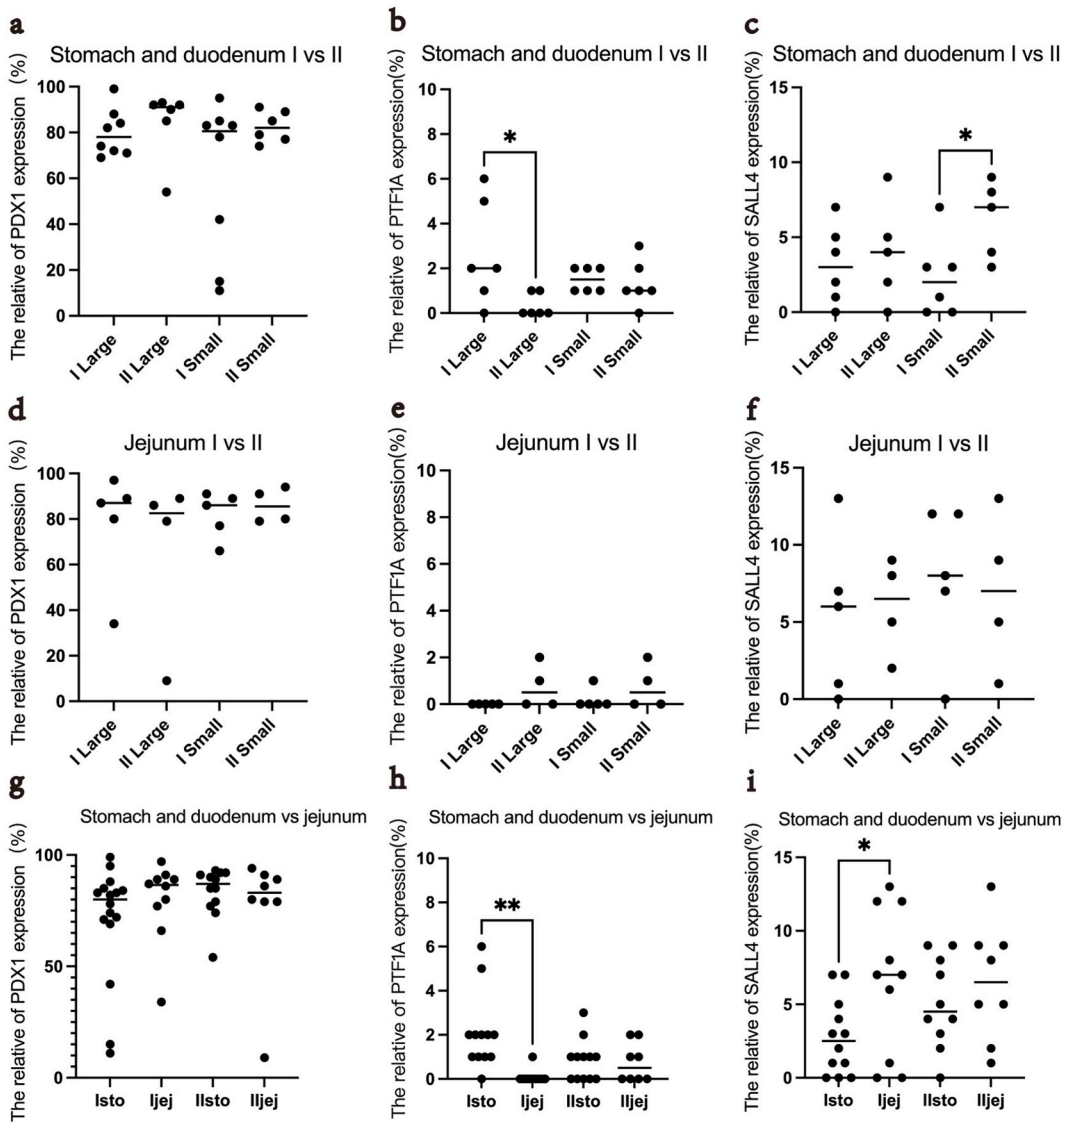 a
Stomach and duodenum I vs II
The relative of PDX1 expression (%)
100
80
60
40
20
0
I Large
II Large
I Small
II Small
b
Stomach and duodenum I vs II
The relative of PTF1A expression(%)
10
8
6
4
2
0
*
I Large
II Large
I Small
II Small
c
Stomach and duodenum I vs II
The relative of SALL4 expression(%)
15
10
5
0
*
I Large
II Large
I Small
II Small
d
Jejunum I vs II
The relative of PDX1 expression (%)
100
80
60
40
20
0
I Large
II Large
I Small
II Small
e
Jejunum I vs II
The relative of PTF1A expression(%)
10
8
6
4
2
0
I Large
II Large
I Small
II Small
f
Jejunum I vs II
The relative of SALL4 expression(%)
15
10
5
0
I Large
II Large
I Small
II Small
g
Stomach and duodenum vs jejunum
The relative of PDX1 expression (%)
100
50
0
Isto
Ijej
IIsto
IIjej
h
Stomach and duodenum vs jejunum
The relative of PTF1A expression(%)
10
8
6
4
2
0
**
Isto
Ijej
IIsto
IIjej
i
Stomach and duodenum vs jejunum
The relative of SALL4 expression(%)
15
10
5
0
*
Isto
Ijej
IIsto
IIjej